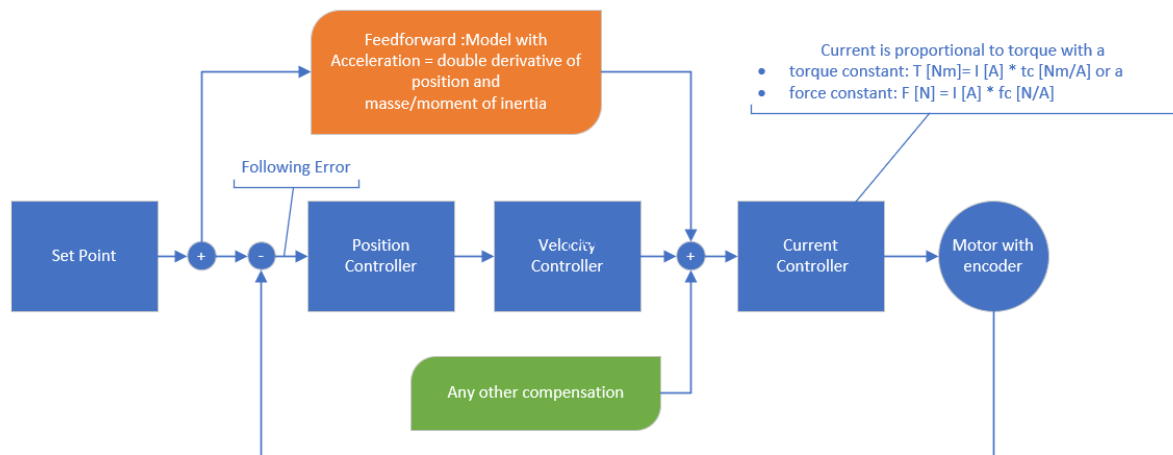 Feedforward :Model with
Acceleration = double derivative of
position and
masse/moment of inertia
Current is proportional to torque with a
• torque constant: T [Nm]= I [A] * tc [Nm/A] or a
• force constant: F [N] = I [A] * fc [N/A]
Following Error
Set Point
+
-
Position
Controller
Velocity
Controller
+
Current
Controller
Motor with
encoder
Any other compensation